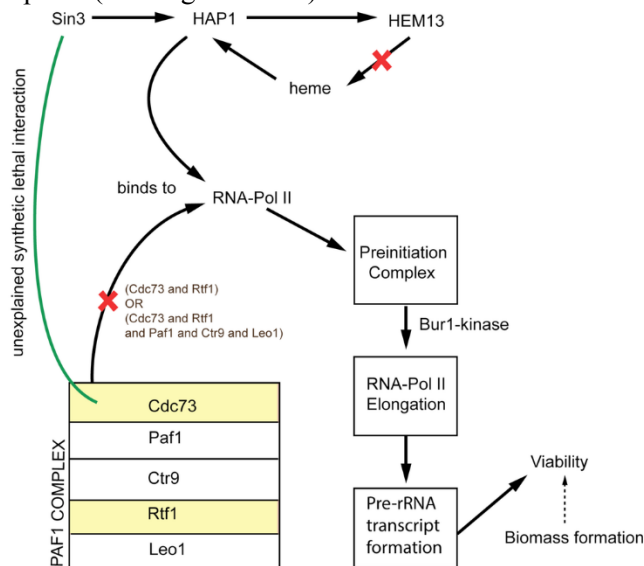 Sin3
HAP1
HEM13
heme
unexplained synthetic lethal interaction
binds to
RNA-Pol II
(Cdc73 and Rtf1)
OR
(Cdc73 and Rtf1
and Paf1 and Ctr9 and Leo1)
Preinitiation
Complex
Bur1-kinase
RNA-Pol II
Elongation
Pre-rRNA
transcript
formation
Viability
Biomass formation
PAF1 COMPLEX
Cdc73
Paf1
Ctr9
Rtf1
Leo1